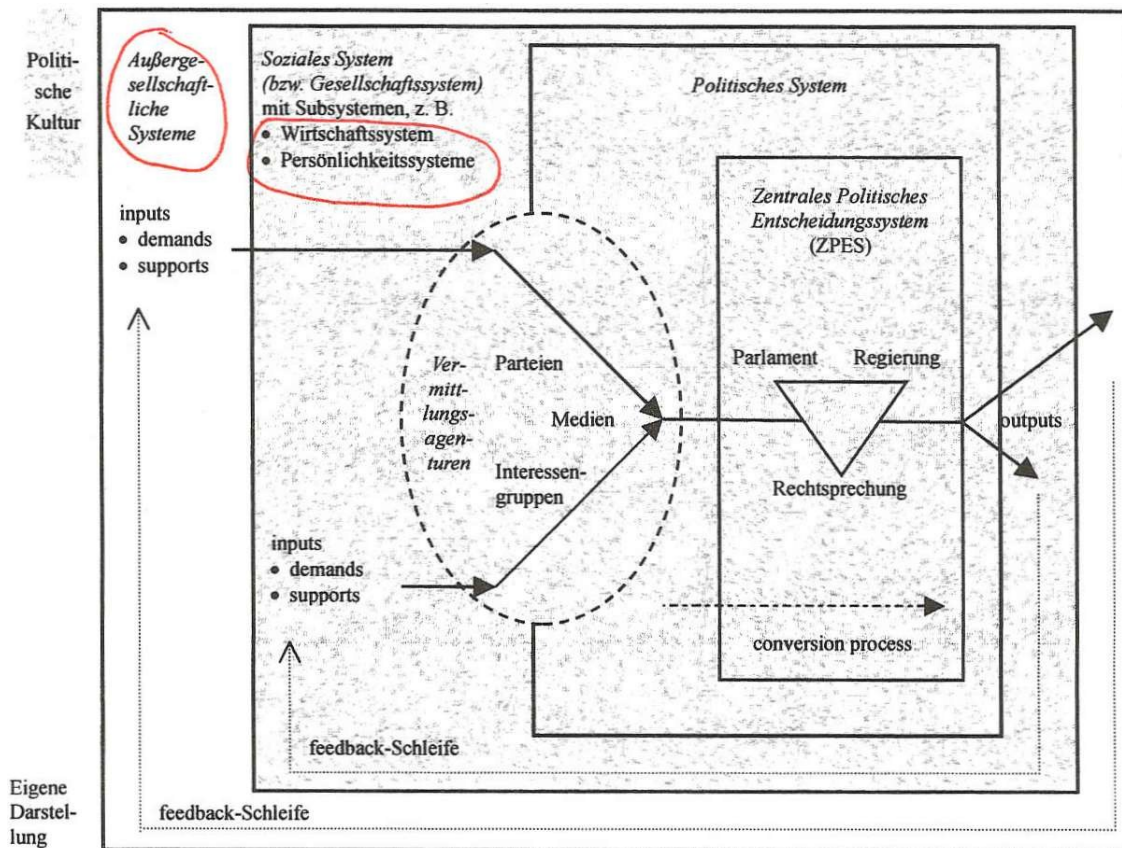 Politi-
sche
Kultur
Außerge-
sellschaft-
liche
Systeme
Soziales System
(bzw. Gesellschaftssystem)
mit Subsystemen, z. B.
• Wirtschaftssystem
• Persönlichkeitssysteme
Politisches System
Zentrales Politisches
Entscheidungssystem
(ZPES)
inputs
• demands
• supports
Ver-
mitt-
lungs-
agen-
turen
Parteien
Medien
Interessen-
gruppen
Parlament
Regierung
Rechtsprechung
outputs
inputs
• demands
• supports
conversion process
feedback-Schleife
feedback-Schleife
Eigene
Darstel-
lung